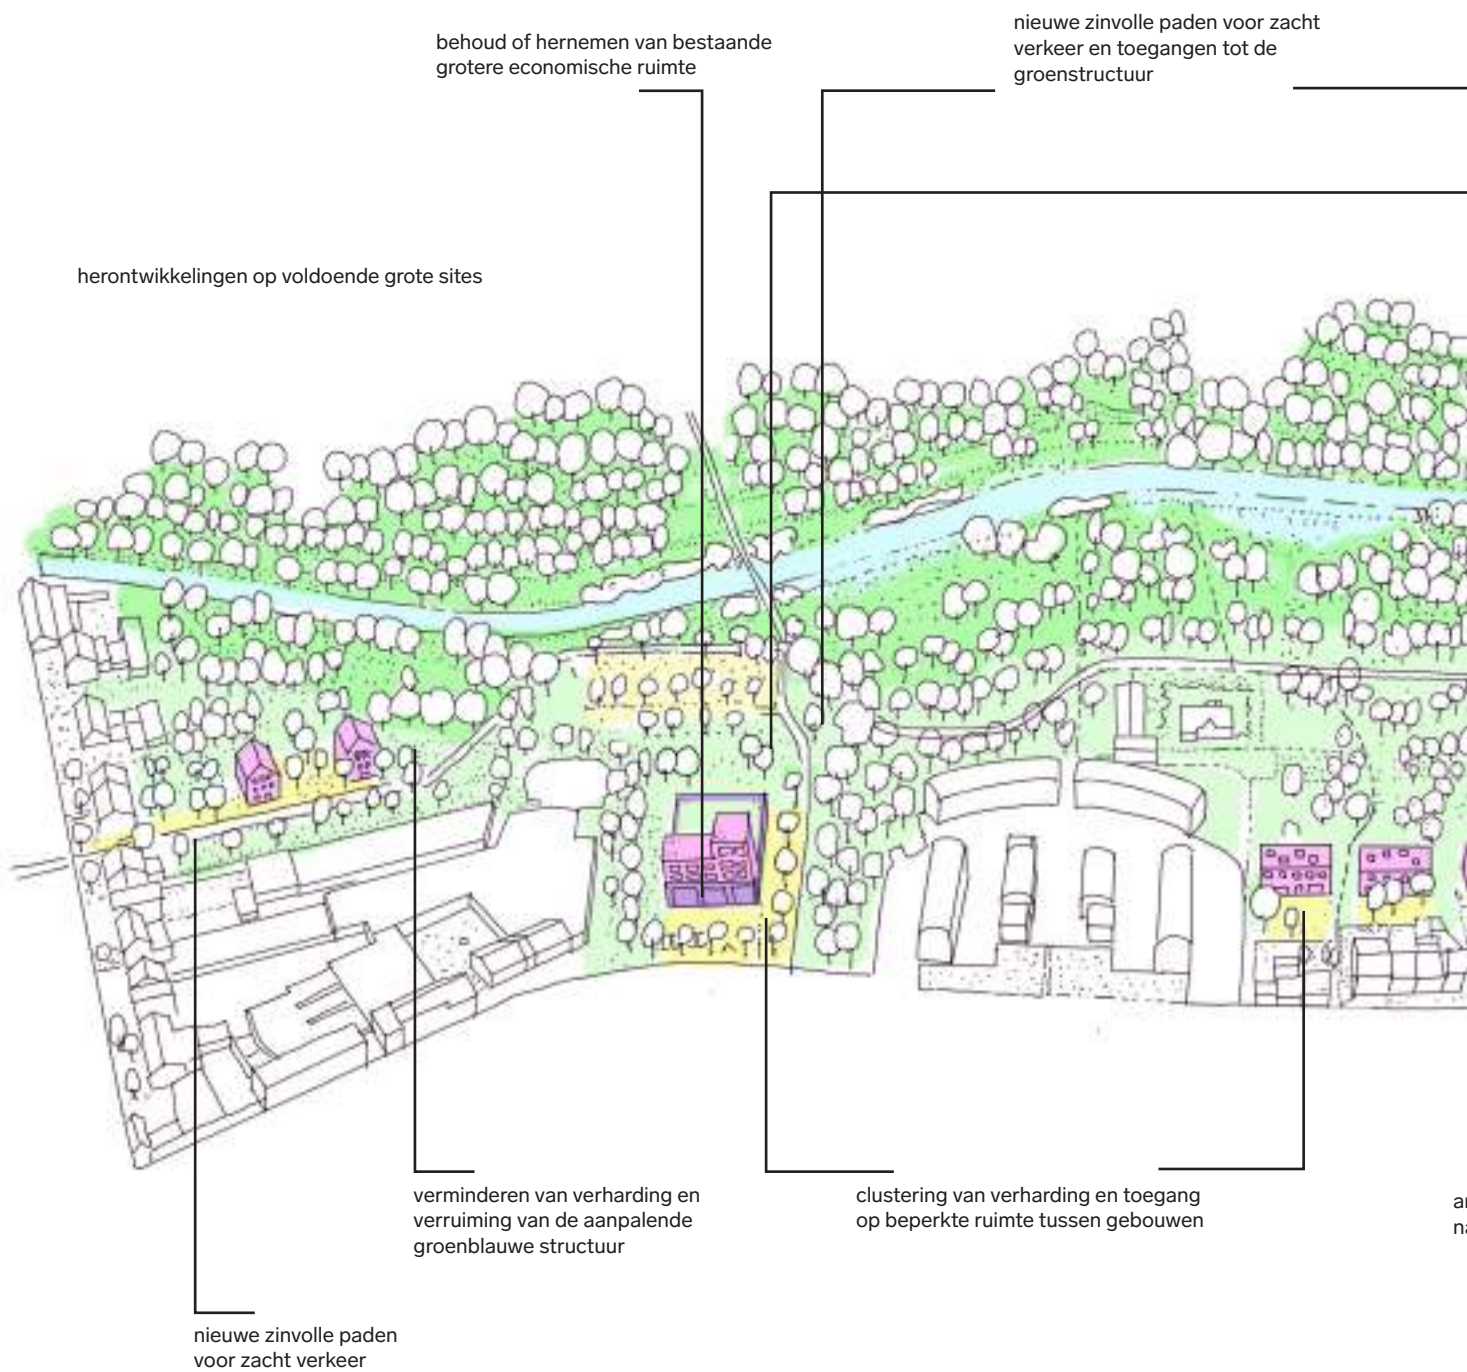 nieuwe zinvolle paden voor zacht
verkeer en toegangen tot de
groenstructuur
behoud of hernemen van bestaande
grotere economische ruimte
herontwikkelingen op voldoende grote sites
verminderen van verharding en
verruiming van de aanpalende
groenblauwe structuur
clustering van verharding en toegang
op beperkte ruimte tussen gebouwen
nieuwe zinvolle paden
voor zacht verkeer